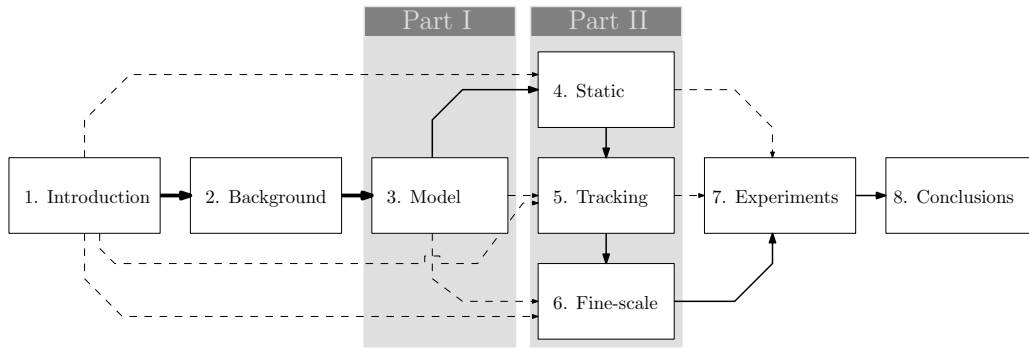 Part I
Part II
4. Static
1. Introduction
2. Background
3. Model
5. Tracking
7. Experiments
8. Conclusions
6. Fine-scale